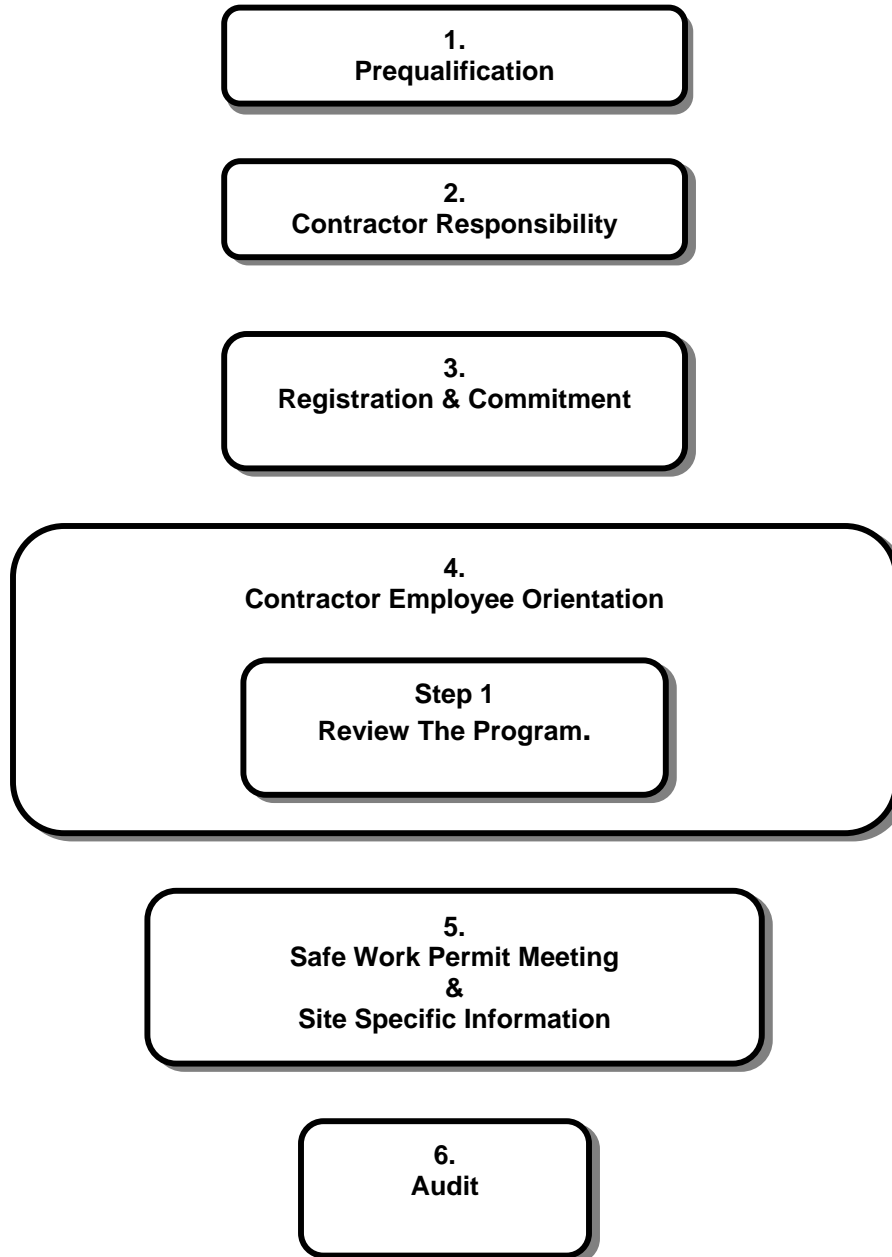 1.
Prequalification
2.
Contractor Responsibility
3.
Registration & Commitment
4.
Contractor Employee Orientation
Step 1
Review The Program.
5.
Safe Work Permit Meeting
&
Site Specific Information
6.
Audit